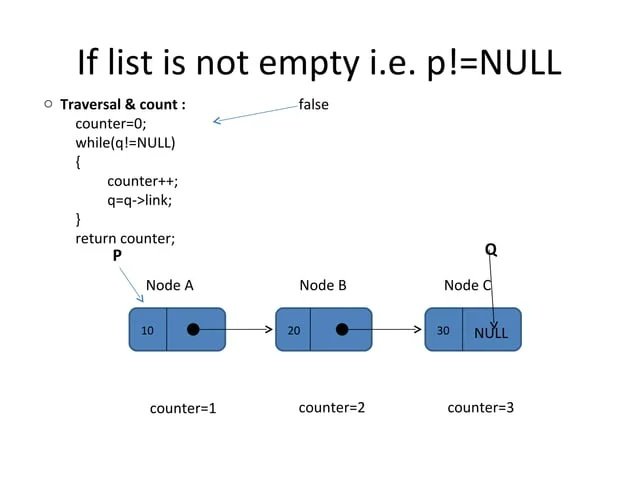 If list is not empty i.e. p!=NULL
Traversal & count :
false
counter=0;
while(q!=NULL)
{
counter++;
q=q->link;
}
return counter;
P
Q
Node A
Node B
Node C
10
20
30
NULL
counter=1
counter=2
counter=3